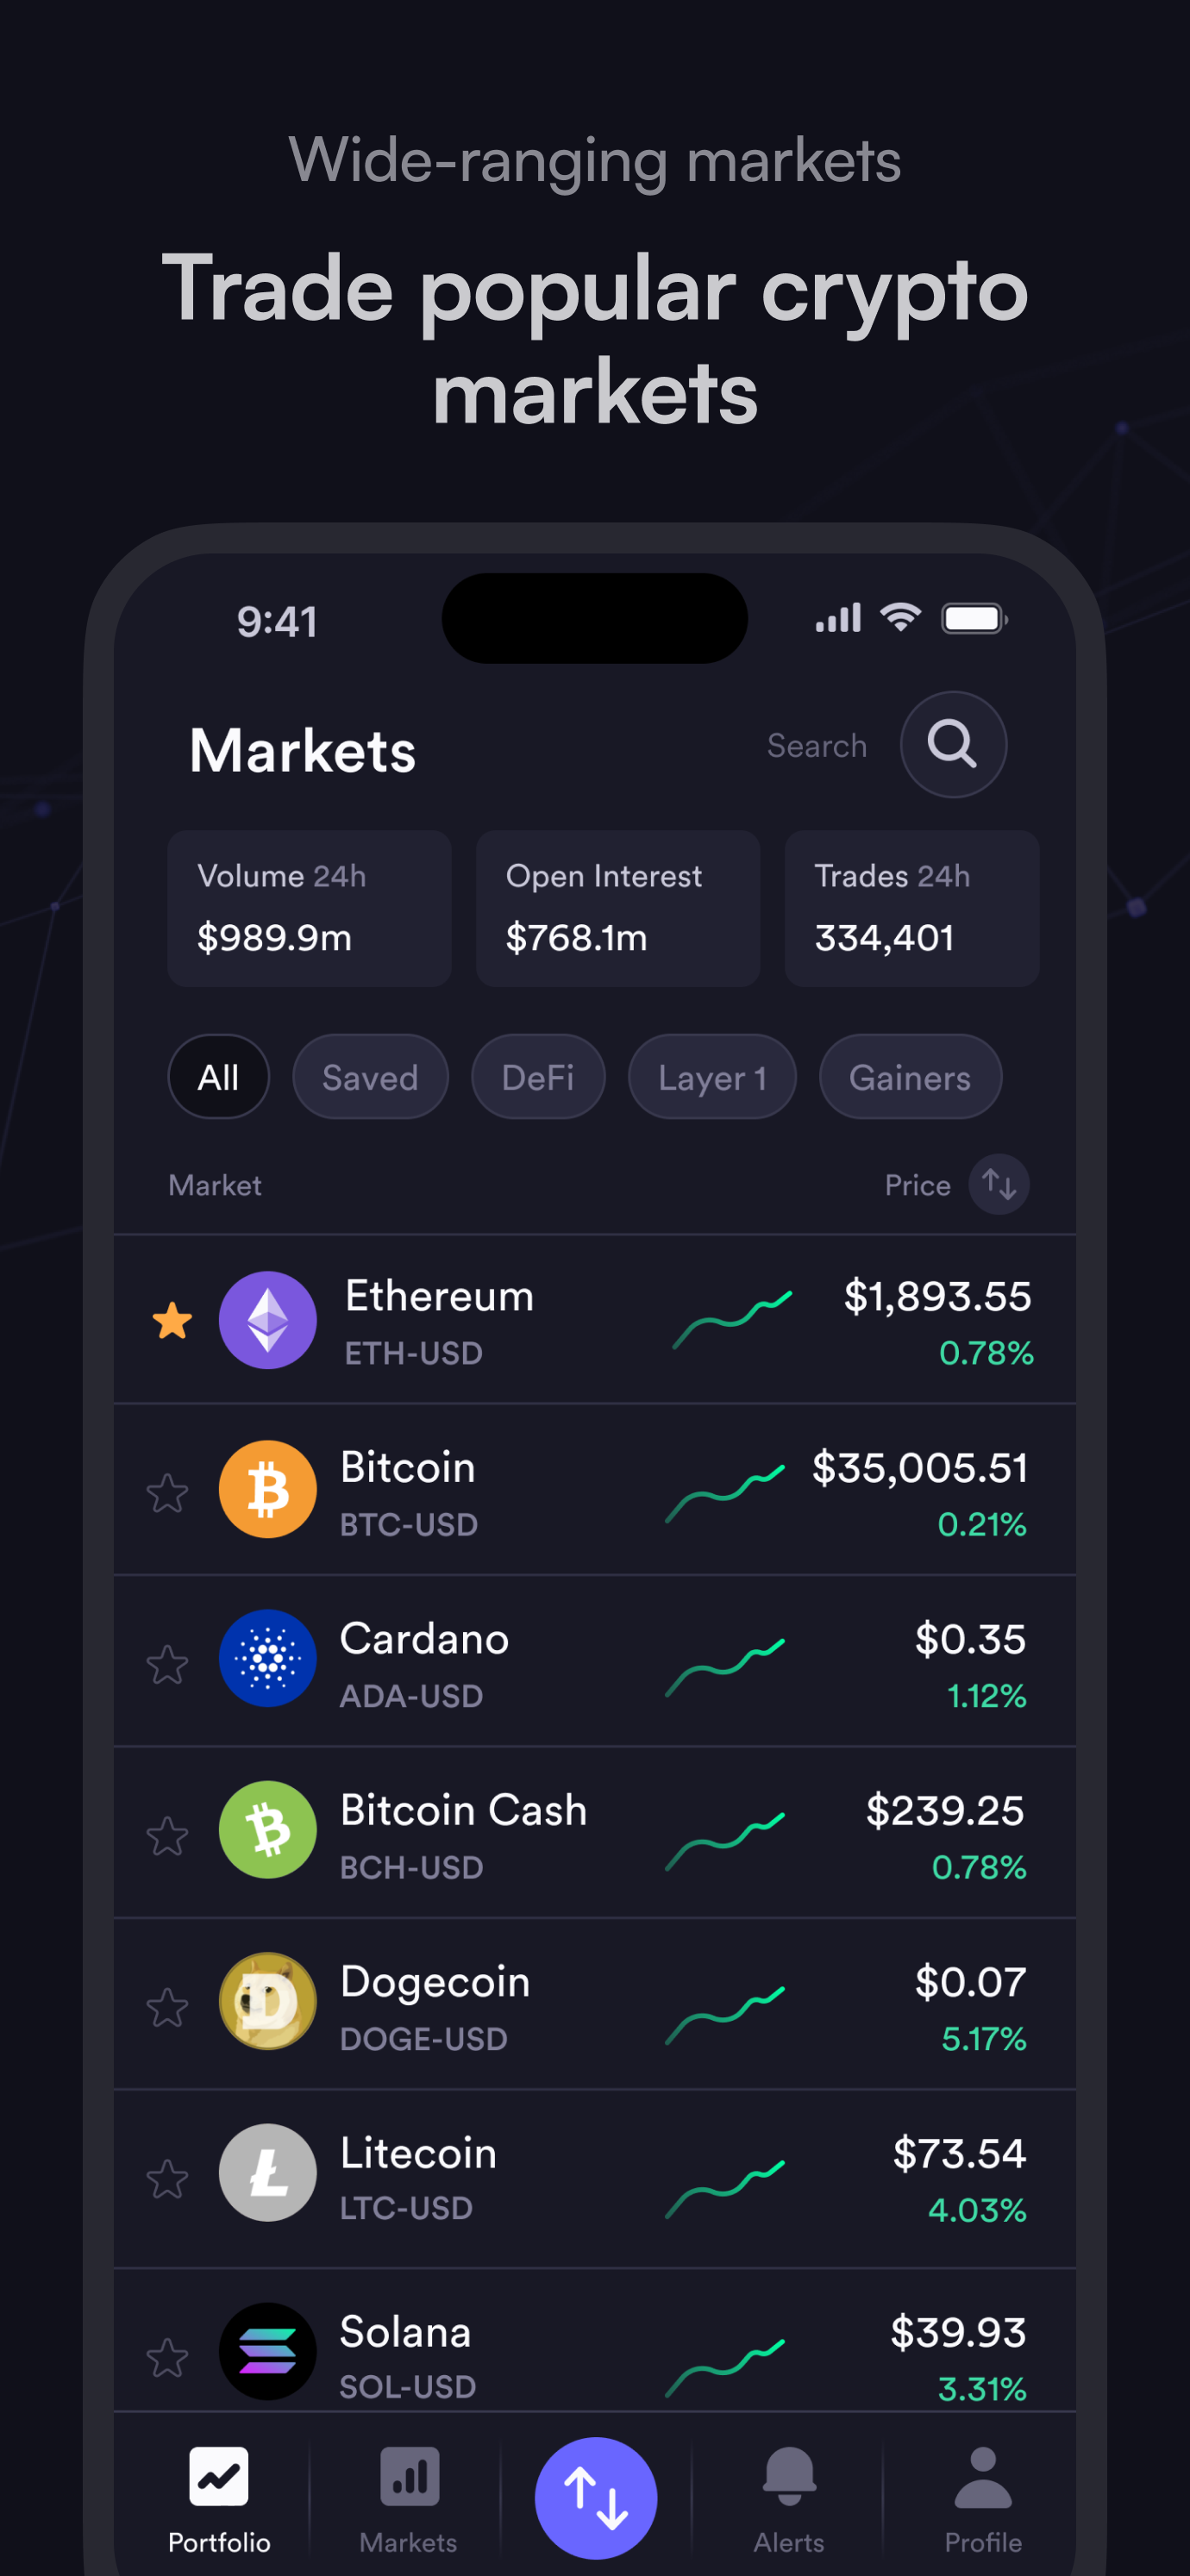 Wide-ranging markets
Trade popular crypto
markets
9:41
Markets
Search
Volume 24h
Open Interest
Trades 24h
$989.9m
$768.1m
334,401
All
Saved
DeFi
Layer 1
Gainers
Market
Price
Ethereum
$1,893.55
ETH-USD
0.78%
Bitcoin
$35,005.51
BTC-USD
0.21%
Cardano
$0.35
ADA-USD
1.12%
Bitcoin Cash
$239.25
BCH-USD
0.78%
Dogecoin
$0.07
DOGE-USD
5.17%
Litecoin
$73.54
LTC-USD
4.03%
Solana
$39.93
SOL-USD
3.31%
Portfolio
Markets
Alerts
Profile